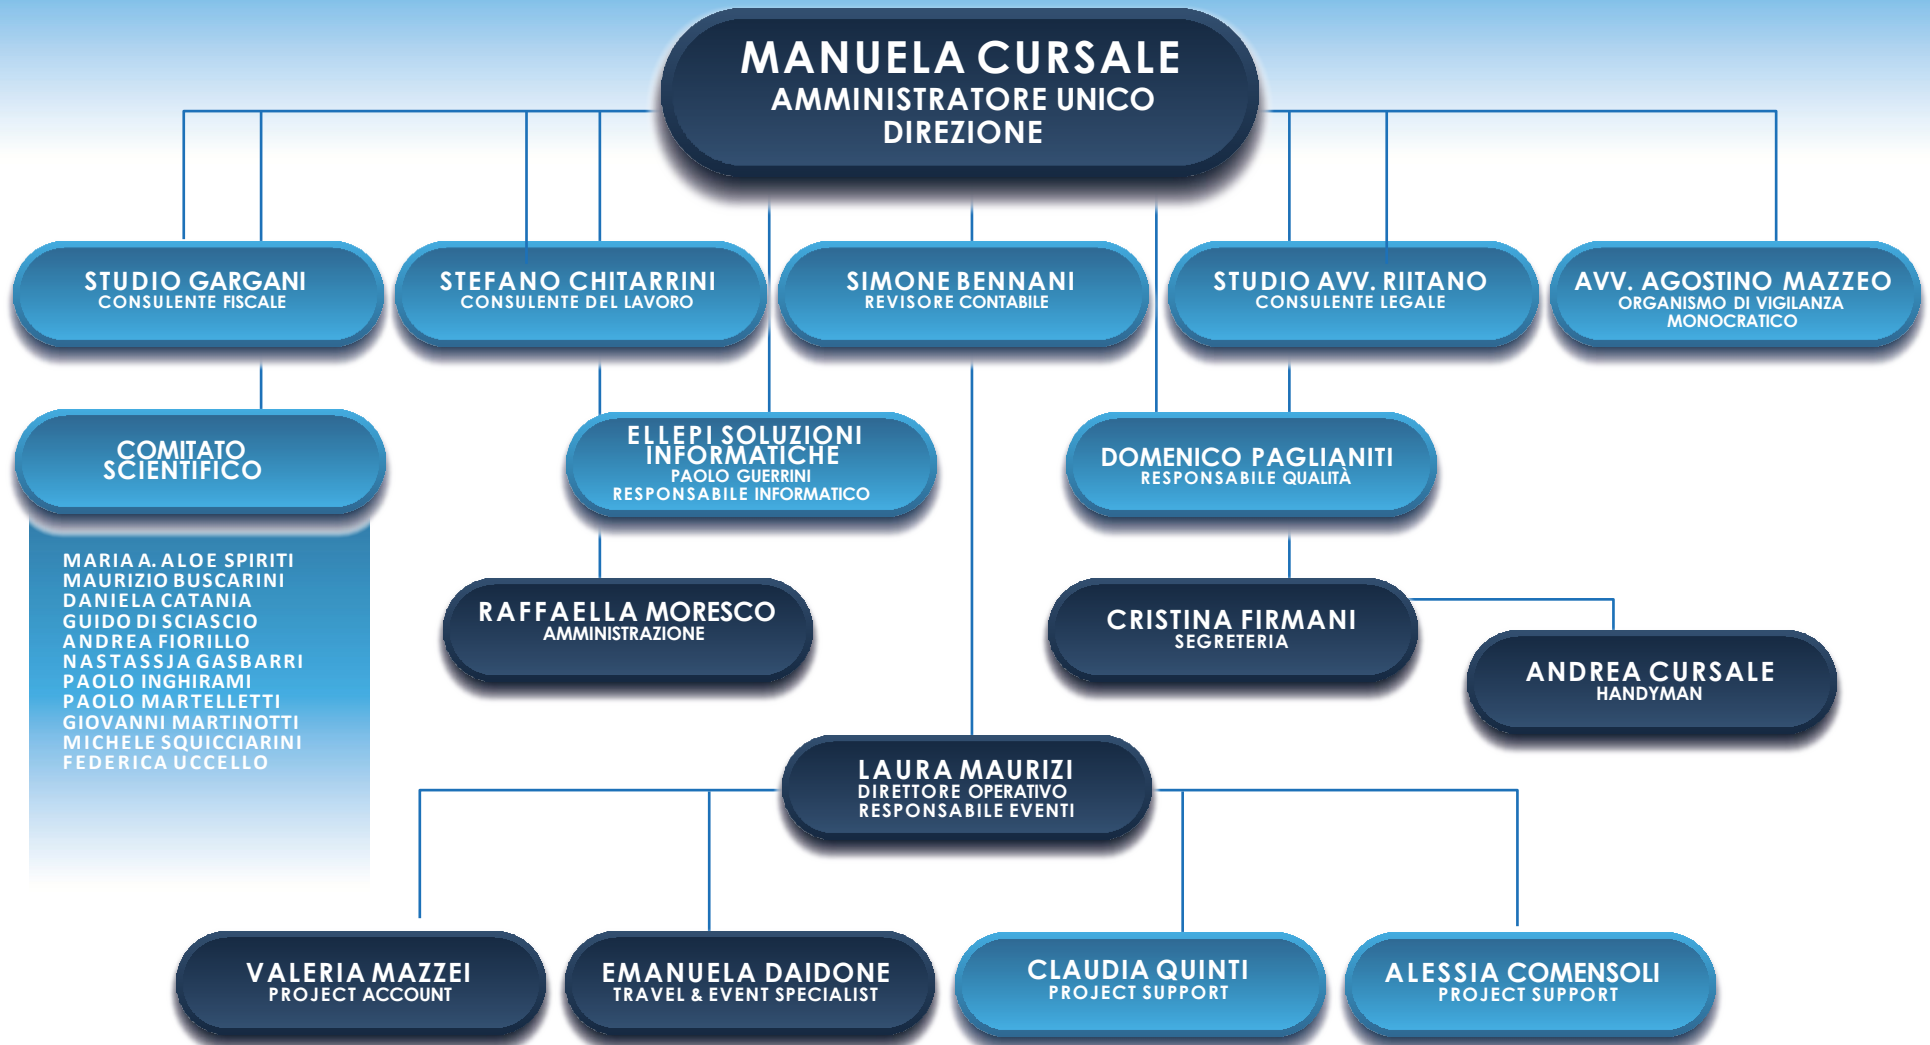 MANUELA CURSALE
AMMINISTRATORE UNICO
DIREZIONE
STUDIO GARGANI
CONSULENTE FISCALE
STEFANO CHITARRINI
CONSULENTE DEL LAVORO
SIMONE BENNANI
REVISORE CONTABILE
STUDIO AVV. RIITANO
CONSULENTE LEGALE
AVV. AGOSTINO MAZZEO
ORGANISMO DI VIGILANZA
MONOCRATICO
COMITATO
SCIENTIFICO
ELLEPI SOLUZIONI
INFORMATICHE
PAOLO GUERRINI
RESPONSABILE INFORMATICO
DOMENICO PAGLIANITI
RESPONSABILE QUALITÀ
MARIA A. ALOE SPIRITI
MAURIZIO BUSCARINI
DANIELA CATANIA
GUIDO DI SCIASCIO
ANDREA FIORILLO
NASTASSJA GASBARRI
PAOLO INGHIRAMI
PAOLO MARTELLETTI
GIOVANNI MARTINOTTI
MICHELE SQUICCIARINI
FEDERICA UCCELLO
RAFFAELLA MORESCO
AMMINISTRAZIONE
CRISTINA FIRMANI
SEGRETERIA
ANDREA CURSALE
HANDYMAN
LAURA MAURIZI
DIRETTORE OPERATIVO
RESPONSABILE EVENTI
VALERIA MAZZEI
PROJECT ACCOUNT
EMANUELA DAIDONE
TRAVEL & EVENT SPECIALIST
CLAUDIA QUINTI
PROJECT SUPPORT
ALESSIA COMENSOLI
PROJECT SUPPORT